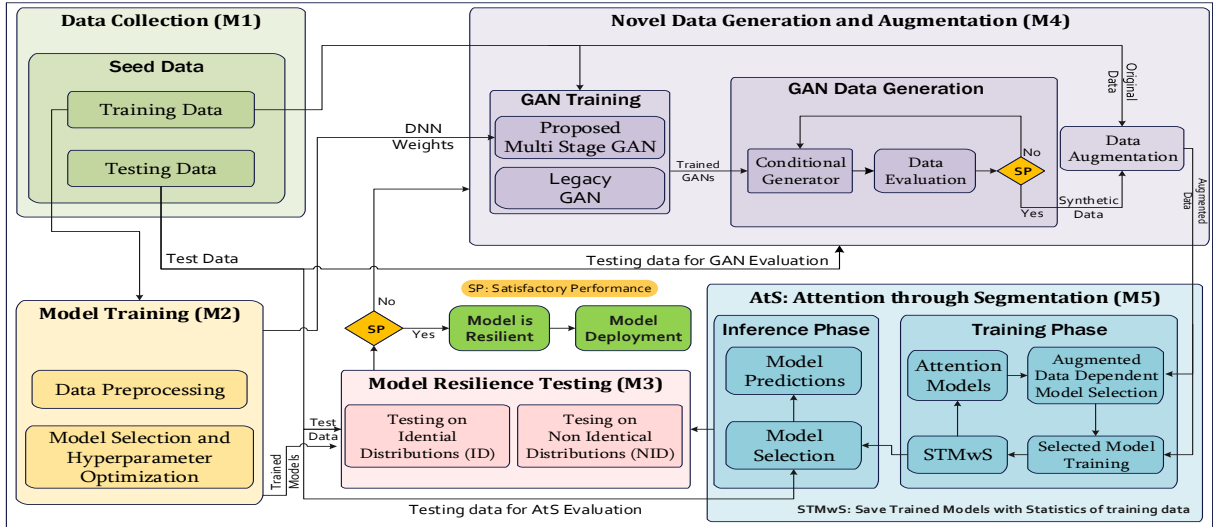 Data Collection (M1)
Seed Data
Training Data
Testing Data
Novel Data Generation and Augmentation (M4)
GAN Training
Proposed
Multi Stage GAN
Legacy
GAN
DNN
Weights
Trained
GANs
GAN Data Generation
Conditional
Generator
Data
Evaluation
SP
No
Yes
Synthetic
Data
Original
Data
Data
Augmentation
Augmented
Data
Test Data
Testing data for GAN Evaluation
Model Training (M2)
Data Preprocessing
Model Selection and
Hyperparameter
Optimization
Trained
Models
Test
Data
SP: Satisfactory Performance
No
SP
Yes
Model is
Resilient
Model
Deployment
Model Resilience Testing (M3)
Testing on
Idential
Distributions (ID)
Tesing on
Non Identical
Distributions (NID)
Testing data for AtS Evaluation
AtS: Attention through Segmentation (M5)
Inference Phase
Model
Predictions
Model
Selection
Training Phase
Attention
Models
Augmented
Data Dependent
Model Selection
STMwS
Selected Model
Training
STMwS: Save Trained Models with Statistics of training data